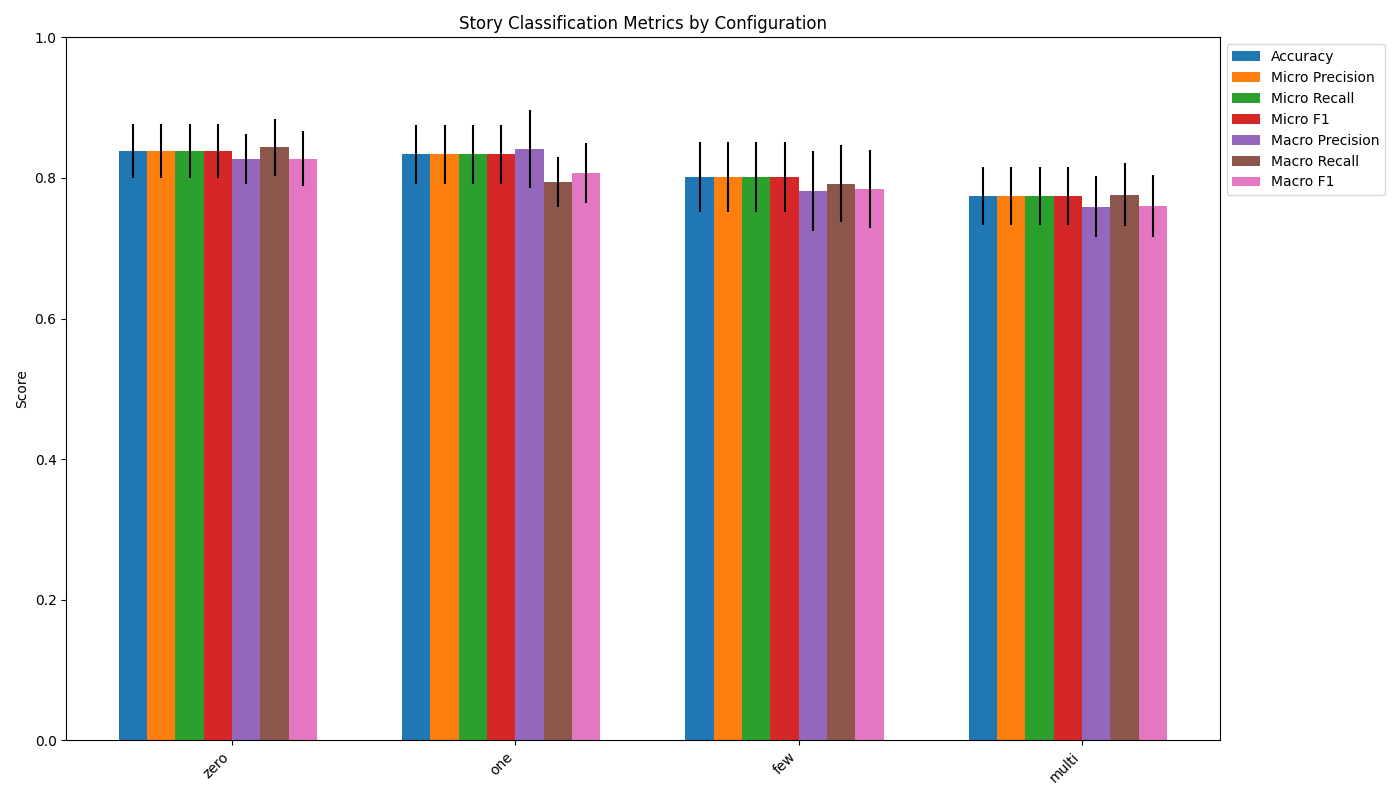 Story Classification Metrics by Configuration
1.0
0.8
0.6
0.4
0.2
0.0
Score
zero
one
few
multi
Accuracy
Micro Precision
Micro Recall
Micro F1
Macro Precision
Macro Recall
Macro F1